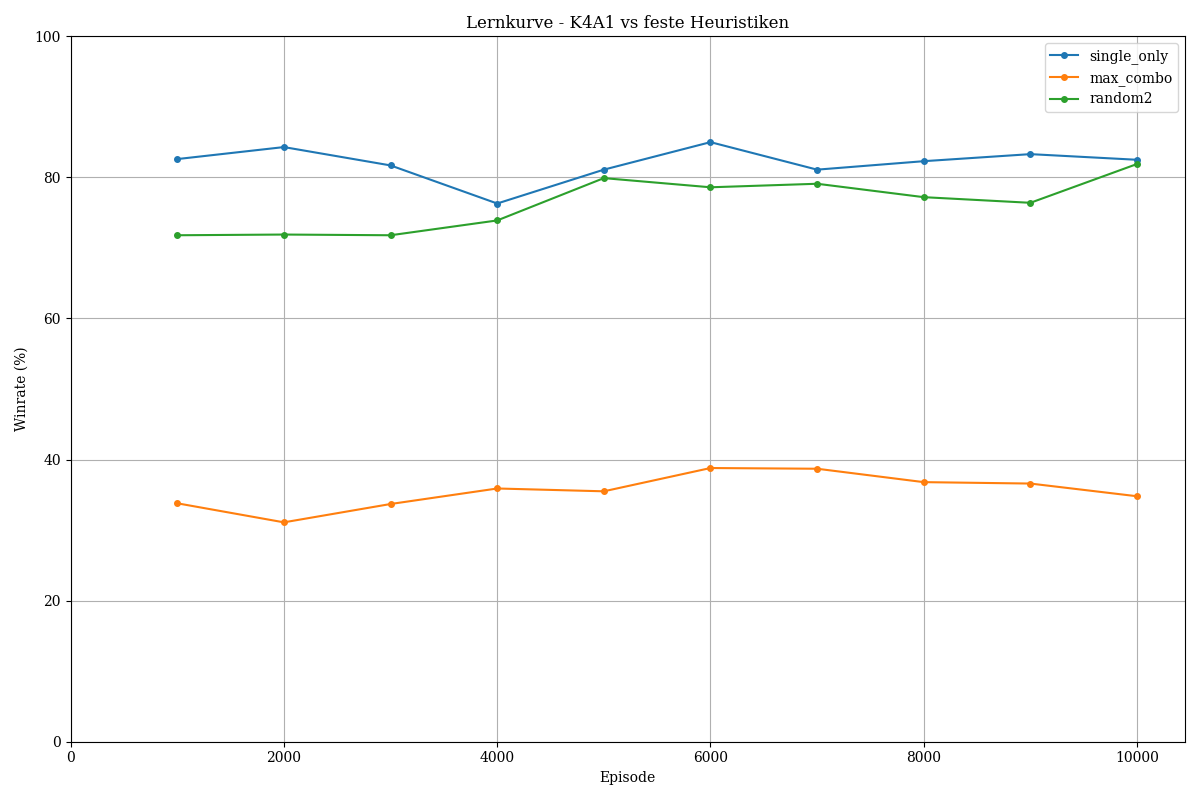 Lernkurve - K4A1 vs feste Heuristiken
single_only
max_combo
random2
Winrate (%)
100
80
60
40
20
0
0 2000 4000 6000 8000 10000
Episode